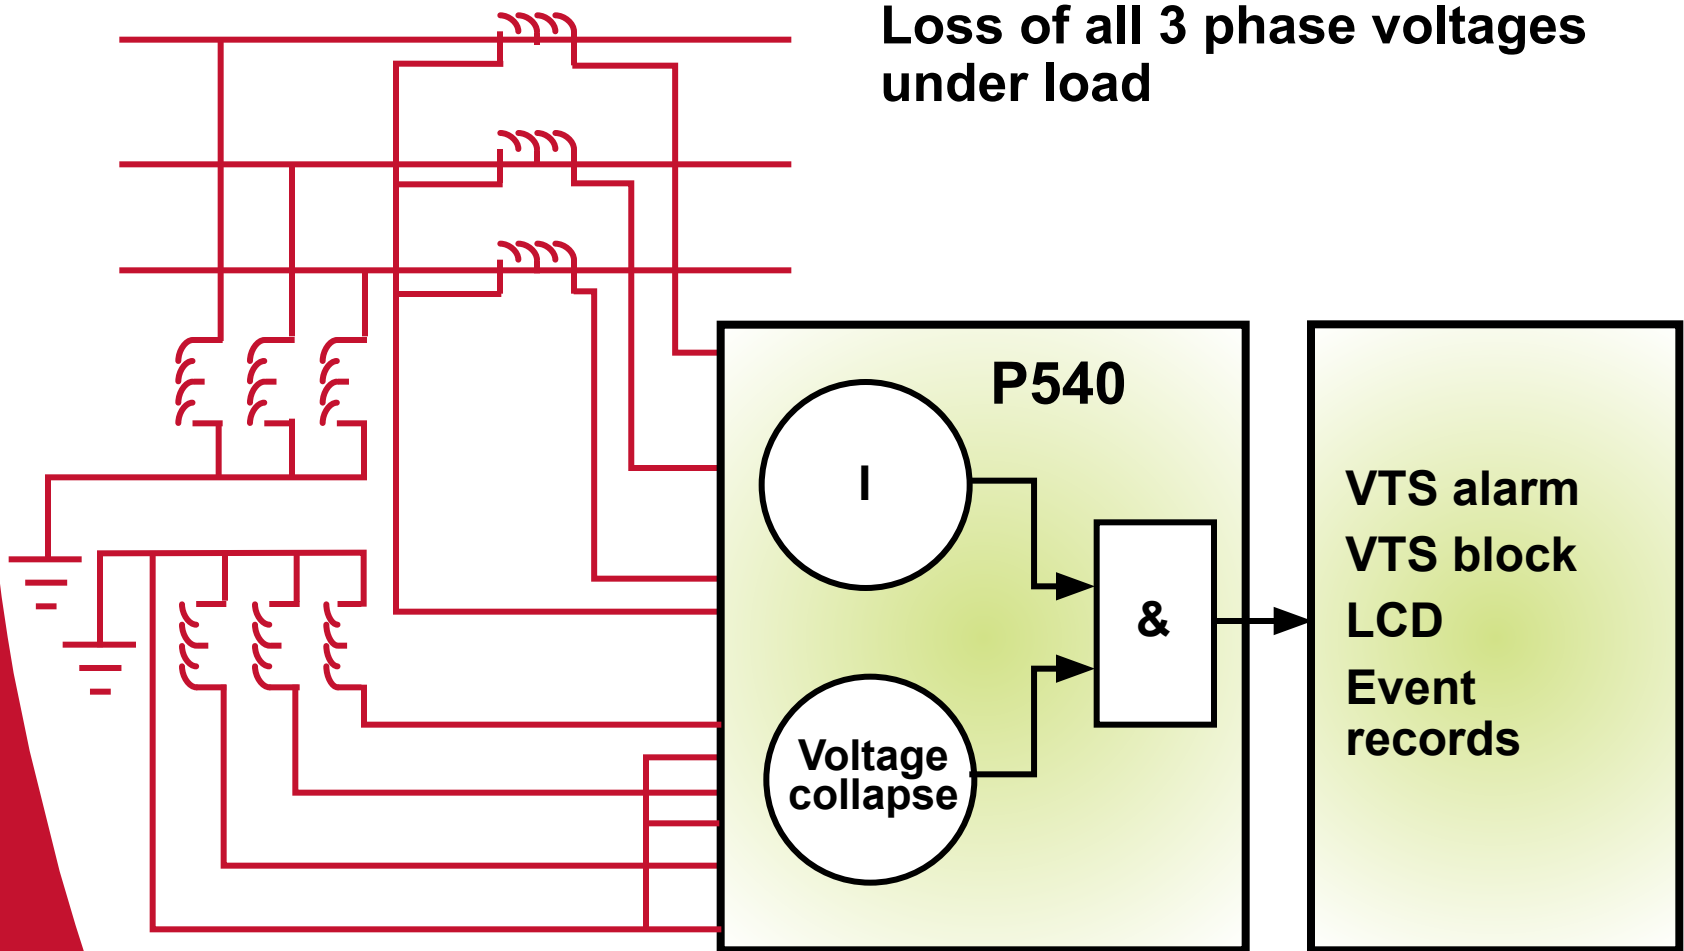 Loss of all 3 phase voltages
under load
P540
I
&
Voltage
collapse
VTS alarm
VTS block
LCD
Event
records